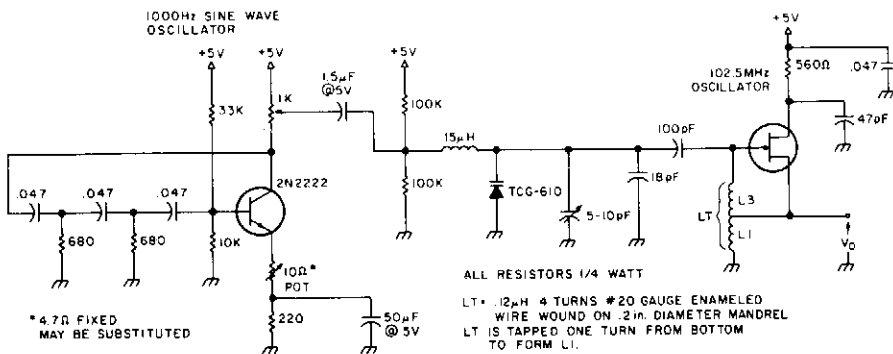 1000Hz SINE WAVE
OSCILLATOR
+5V
+5V
+5V
+5V
1.5µF
@5V
102.5MHz
OSCILLATOR
560Ω
.047
33K
1K
100K
15µH
100pF
47pF
2N2222
.047
.047
.047
100K
TCG-610
18pF
5-10pF
LT
L3
L1
V0
680
680
10K
10Ω*
POT
ALL RESISTORS 1/4 WATT
*4.7Ω FIXED
MAY BE SUBSTITUTED
220
50µF
@5V
LT= .12µH 4 TURNS #20 GAUGE ENAMELED
WIRE WOUND ON .2in. DIAMETER MANDREL
LT IS TAPPED ONE TURN FROM BOTTOM
TO FORM L1.